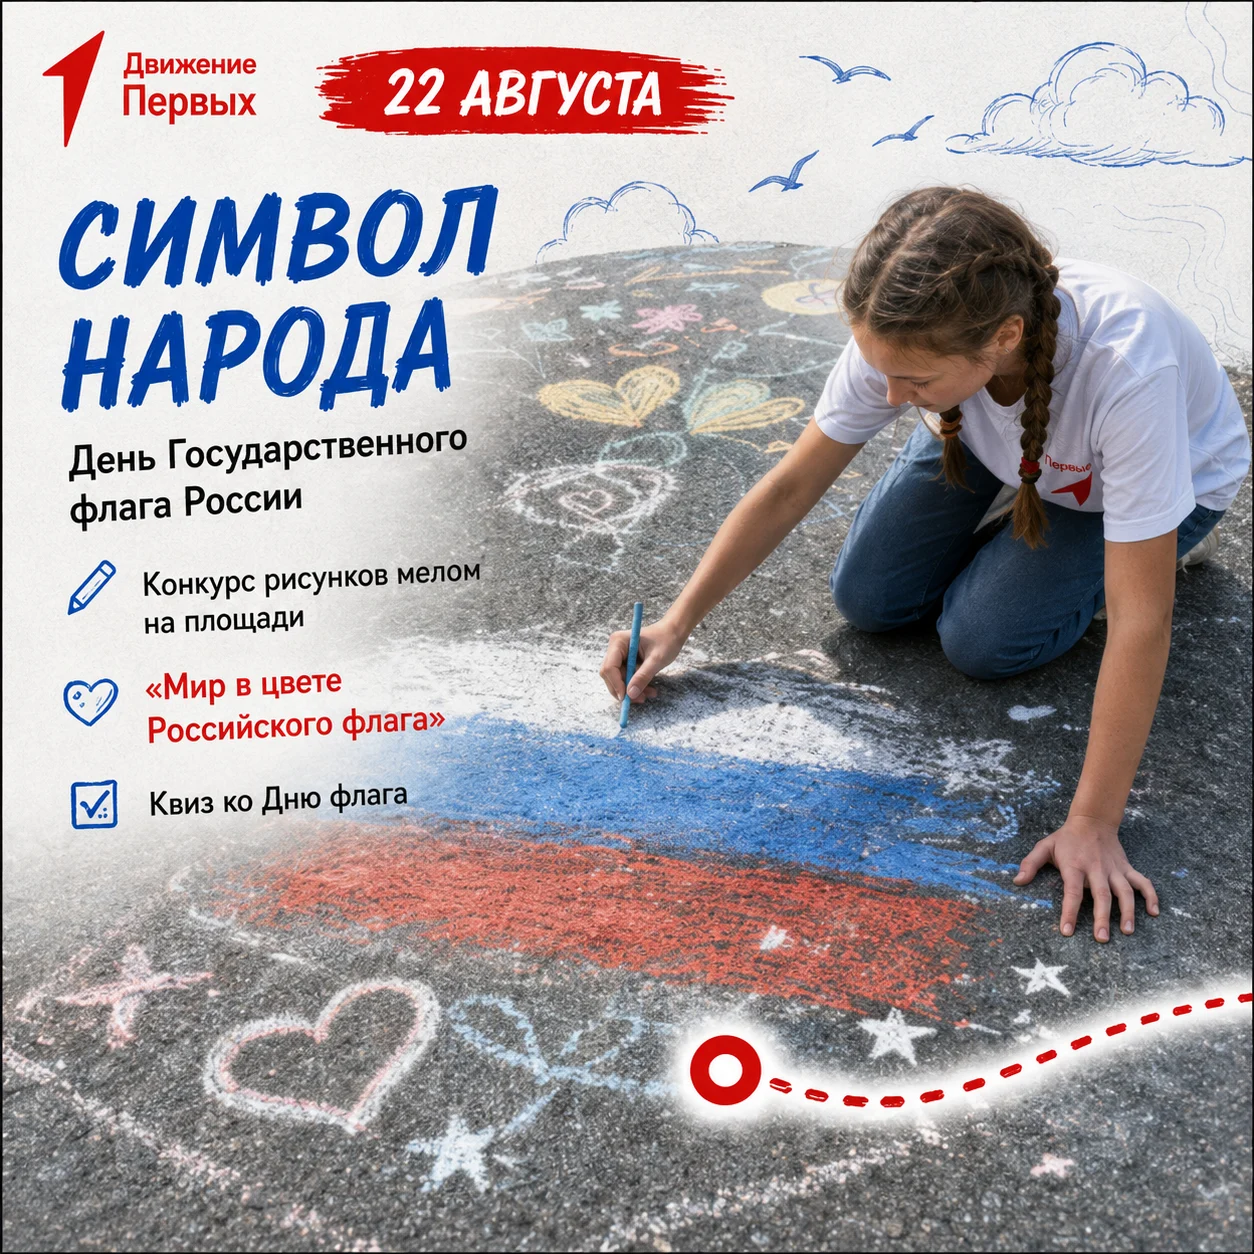 Движение
Первых
22 АВГУСТА
СИМВОЛ
НАРОДА
День Государственного
флага России
Конкурс рисунков мелом
на площади
«Мир в цвете
Российского флага»
Квиз ко Дню флага
Первые